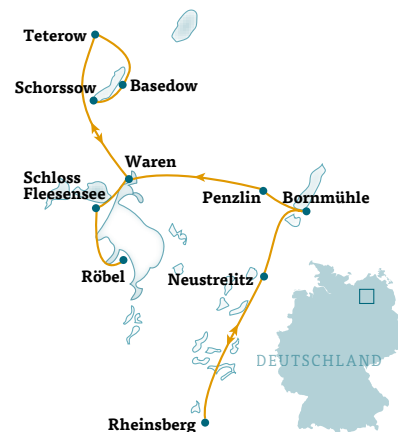 Teterow
Schorssow
Basedow
Waren
Schloss
Fleesensee
Penzlin
Bornmühle
Röbel
Neustrelitz
DEUTSCHLAND
Rheinsberg